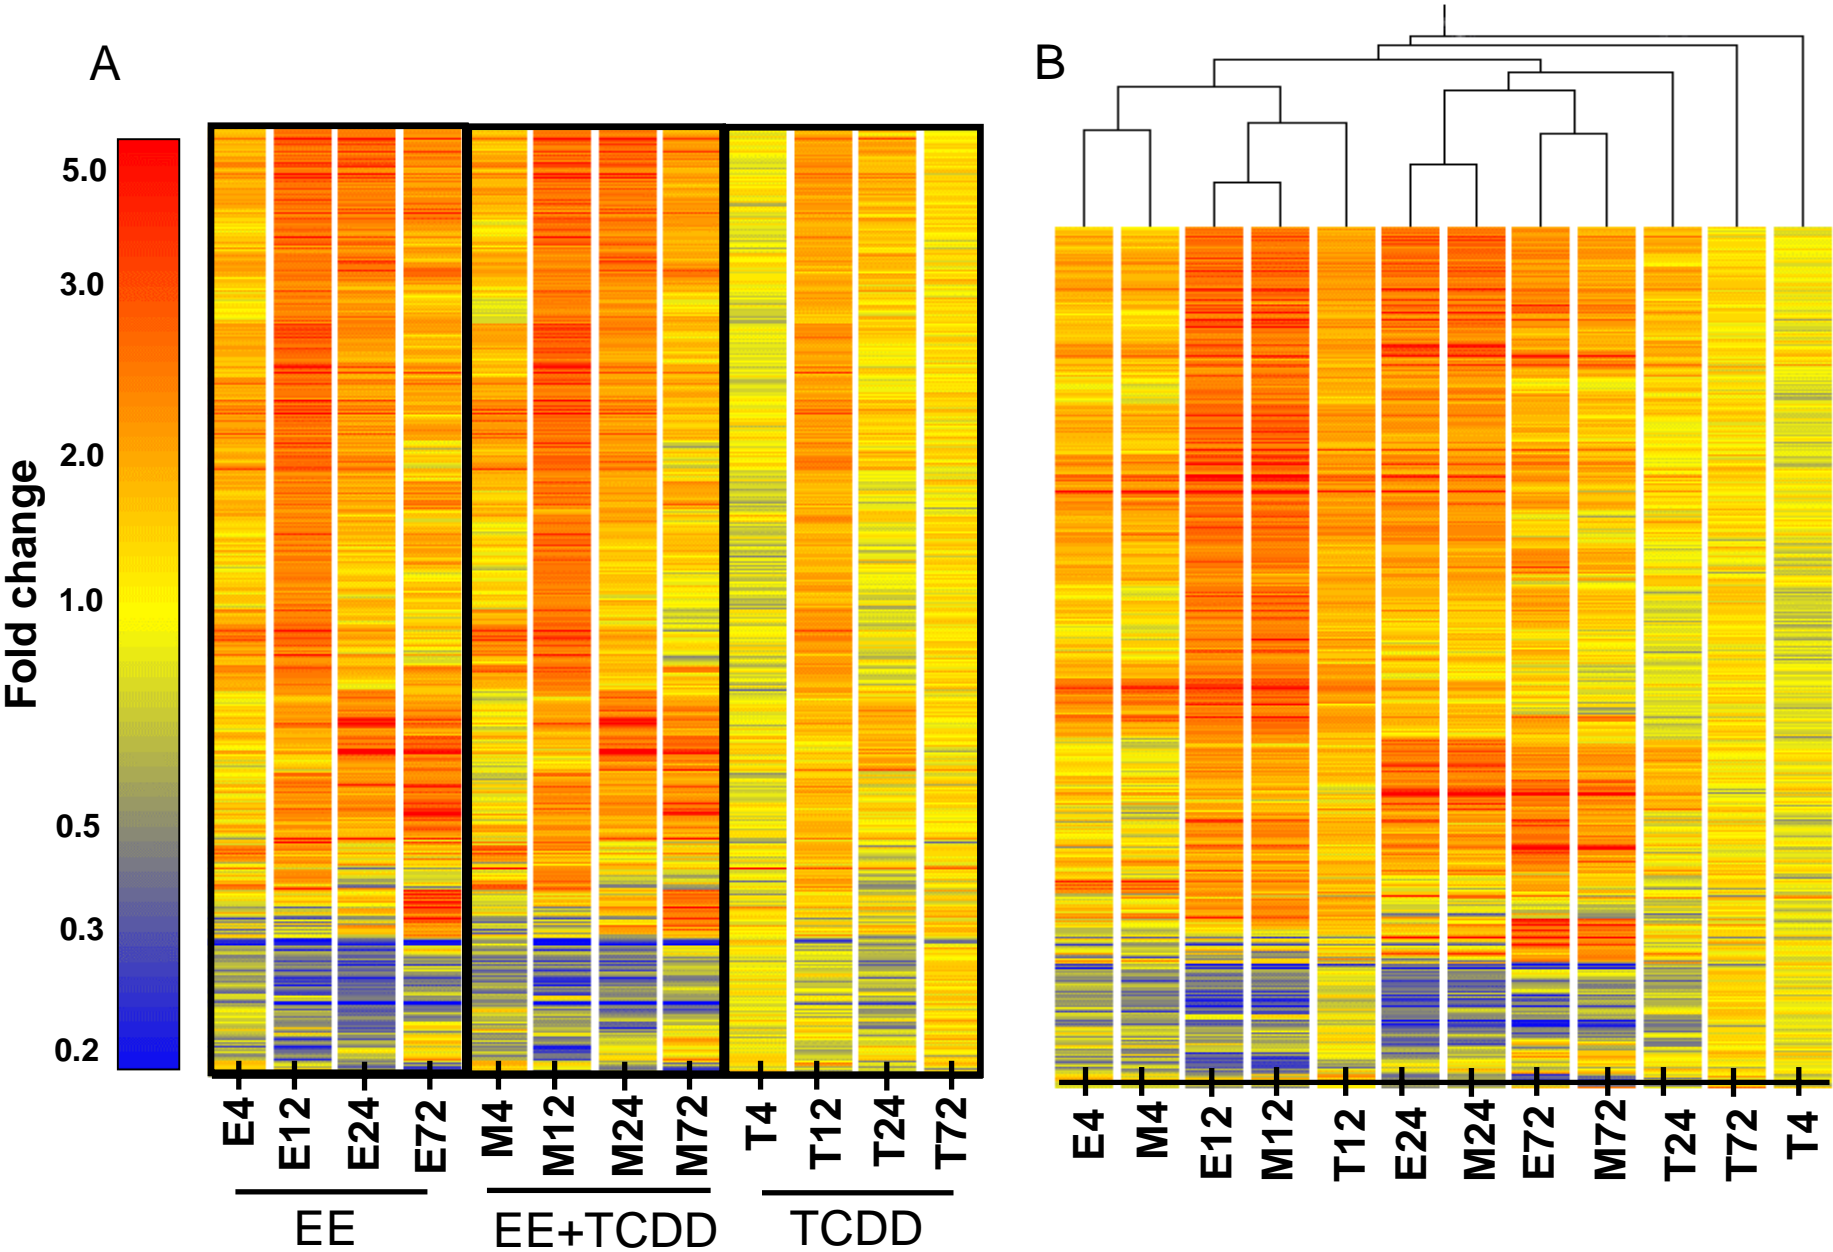 A
B
Fold change
5.0
3.0
2.0
1.0
0.5
0.3
0.2
E4 E12 E24 E72 M4 M12 M24 M72 T4 T12 T24 T72
EE EE+TCDD TCDD
E4 M4 E12 M12 T12 E24 M24 E72 M72 T24 T72 T4